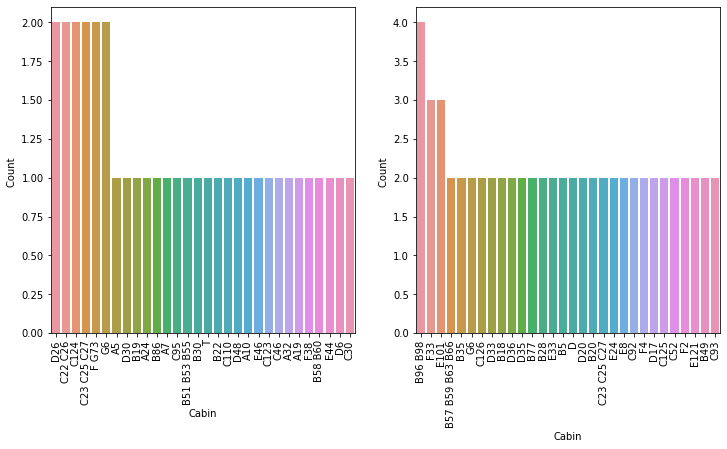 2.00
1.75
1.50
1.25
1.00
0.75
0.50
0.25
0.00
Count
D26
C22 C26
C124
C23 C25 C27
F G73
G6
A5
D30
B19
A24
B86
A7
C95
B51 B53 B55
B30
T
B22
C110
D48
A10
E46
C123
C46
A32
A19
F38
B58 B60
E44
D6
C30
Cabin
4.0
3.5
3.0
2.5
2.0
1.5
1.0
0.5
0.0
Count
B96 B98
F33
E101
B57 B59 B63 B66
B35
G6
C126
D33
B18
D36
D35
B77
B28
E33
B5
D
D20
B20
C23 C25 C27
E24
E8
C92
F4
D17
C125
C52
F2
E121
B49
C93
Cabin